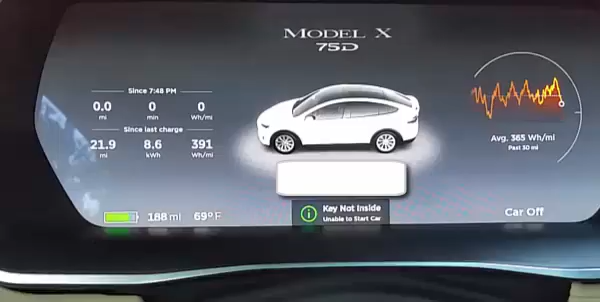 MODEL X
75D
Since 7:48 PM
0.0 0 0
mi min Wh/mi
Since last charge
21.9 8.6 391
mi kWh Wh/mi
Avg. 365 Wh/mi
Past 30 mi
188 mi 69° F
Key Not Inside
Unable to Start Car
Car Off